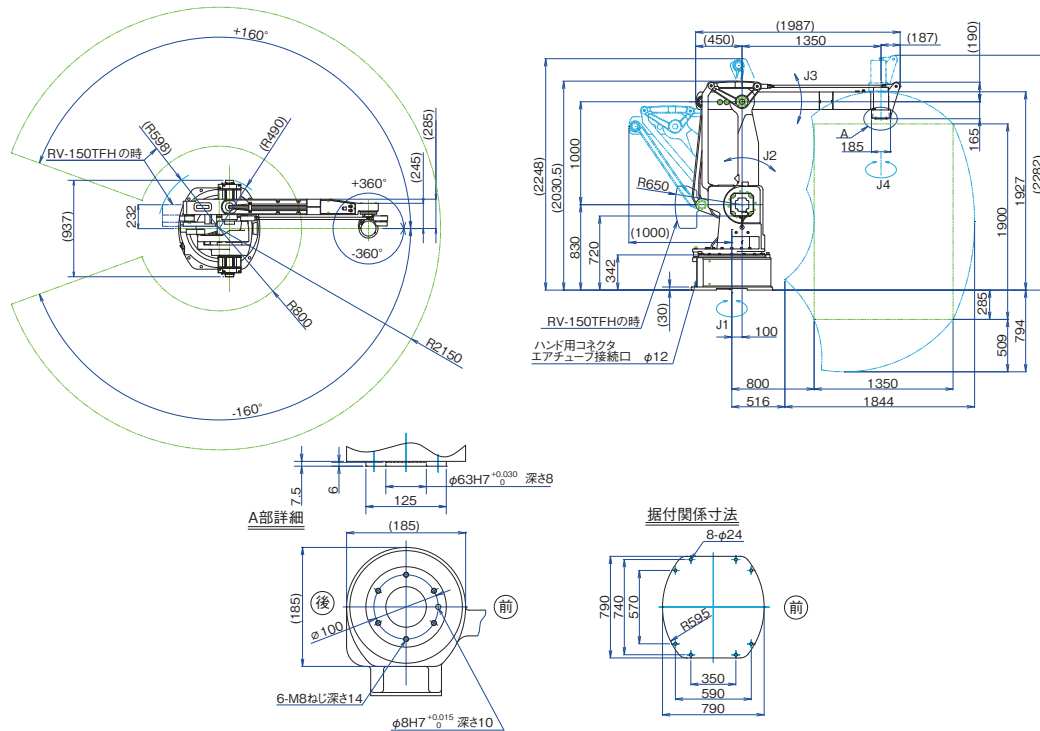 +160°
(R598)
RV-150TFHの時
(R490)
(285)
(245)
+360°
-360°
(937)
232
R800
R2150
-160°
(1987)
(450)
1350
(187)
(190)
J3
A
185
J4
165
J2
R650
(2248)
(2030.5)
1000
830
720
(1000)
342
(30)
RV-150TFHの時
J1
100
ハンド用コネクタ
エアチューブ接続口 φ12
1900
1927
(2282)
285
509
794
800
1350
516
1844
7.5
6
φ63H7 +0.030 0 深さ8
125
A部詳細
(185)
(185)
後
前
φ100
6-M8ねじ深さ14
φ8H7 +0.015 0 深さ10
据付関係寸法
8-φ24
790
740
570
R595
前
350
590
790